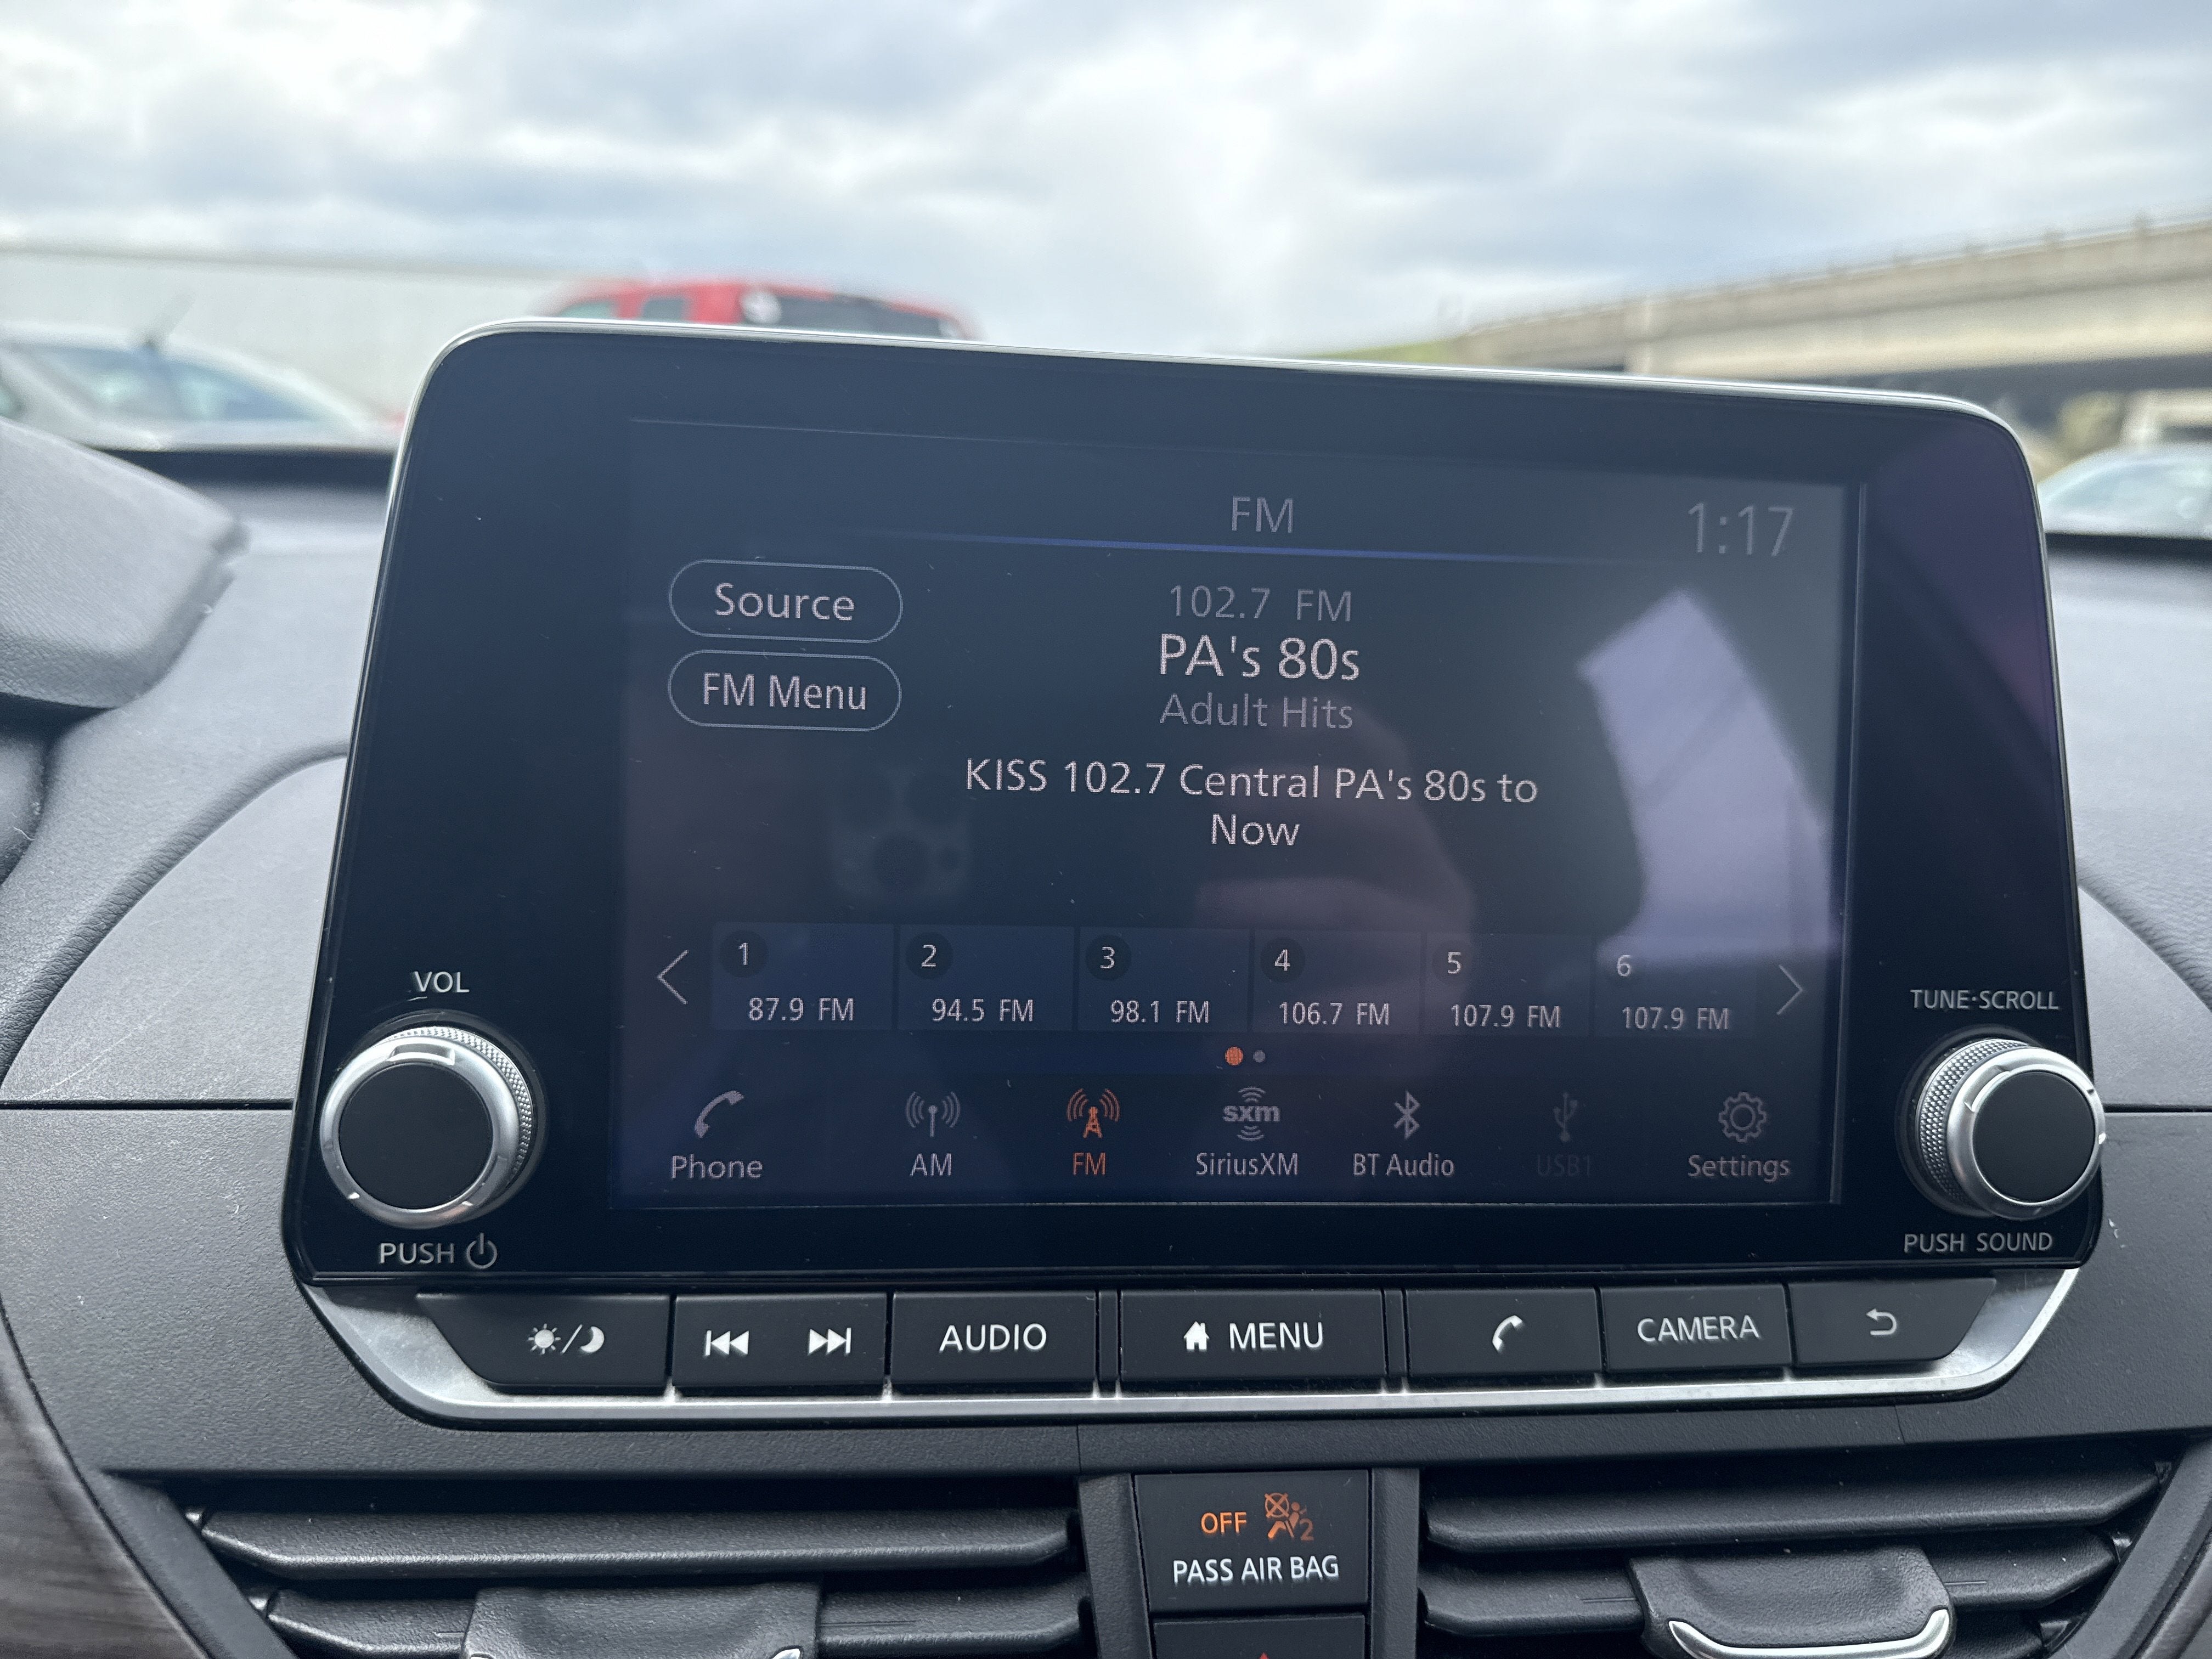 FM
1:17
Source
102.7 FM
PA's 80s
FM Menu
Adult Hits
KISS 102.7 Central PA's 80s to
Now
1 2 3 4 5 6
87.9 FM 94.5 FM 98.1 FM 106.7 FM 107.9 FM 107.9 FM
VOL
TUNE·SCROLL
sxm
Phone AM FM SiriusXM BT Audio USB1 Settings
PUSH
PUSH SOUND
AUDIO MENU CAMERA
OFF 2
PASS AIR BAG